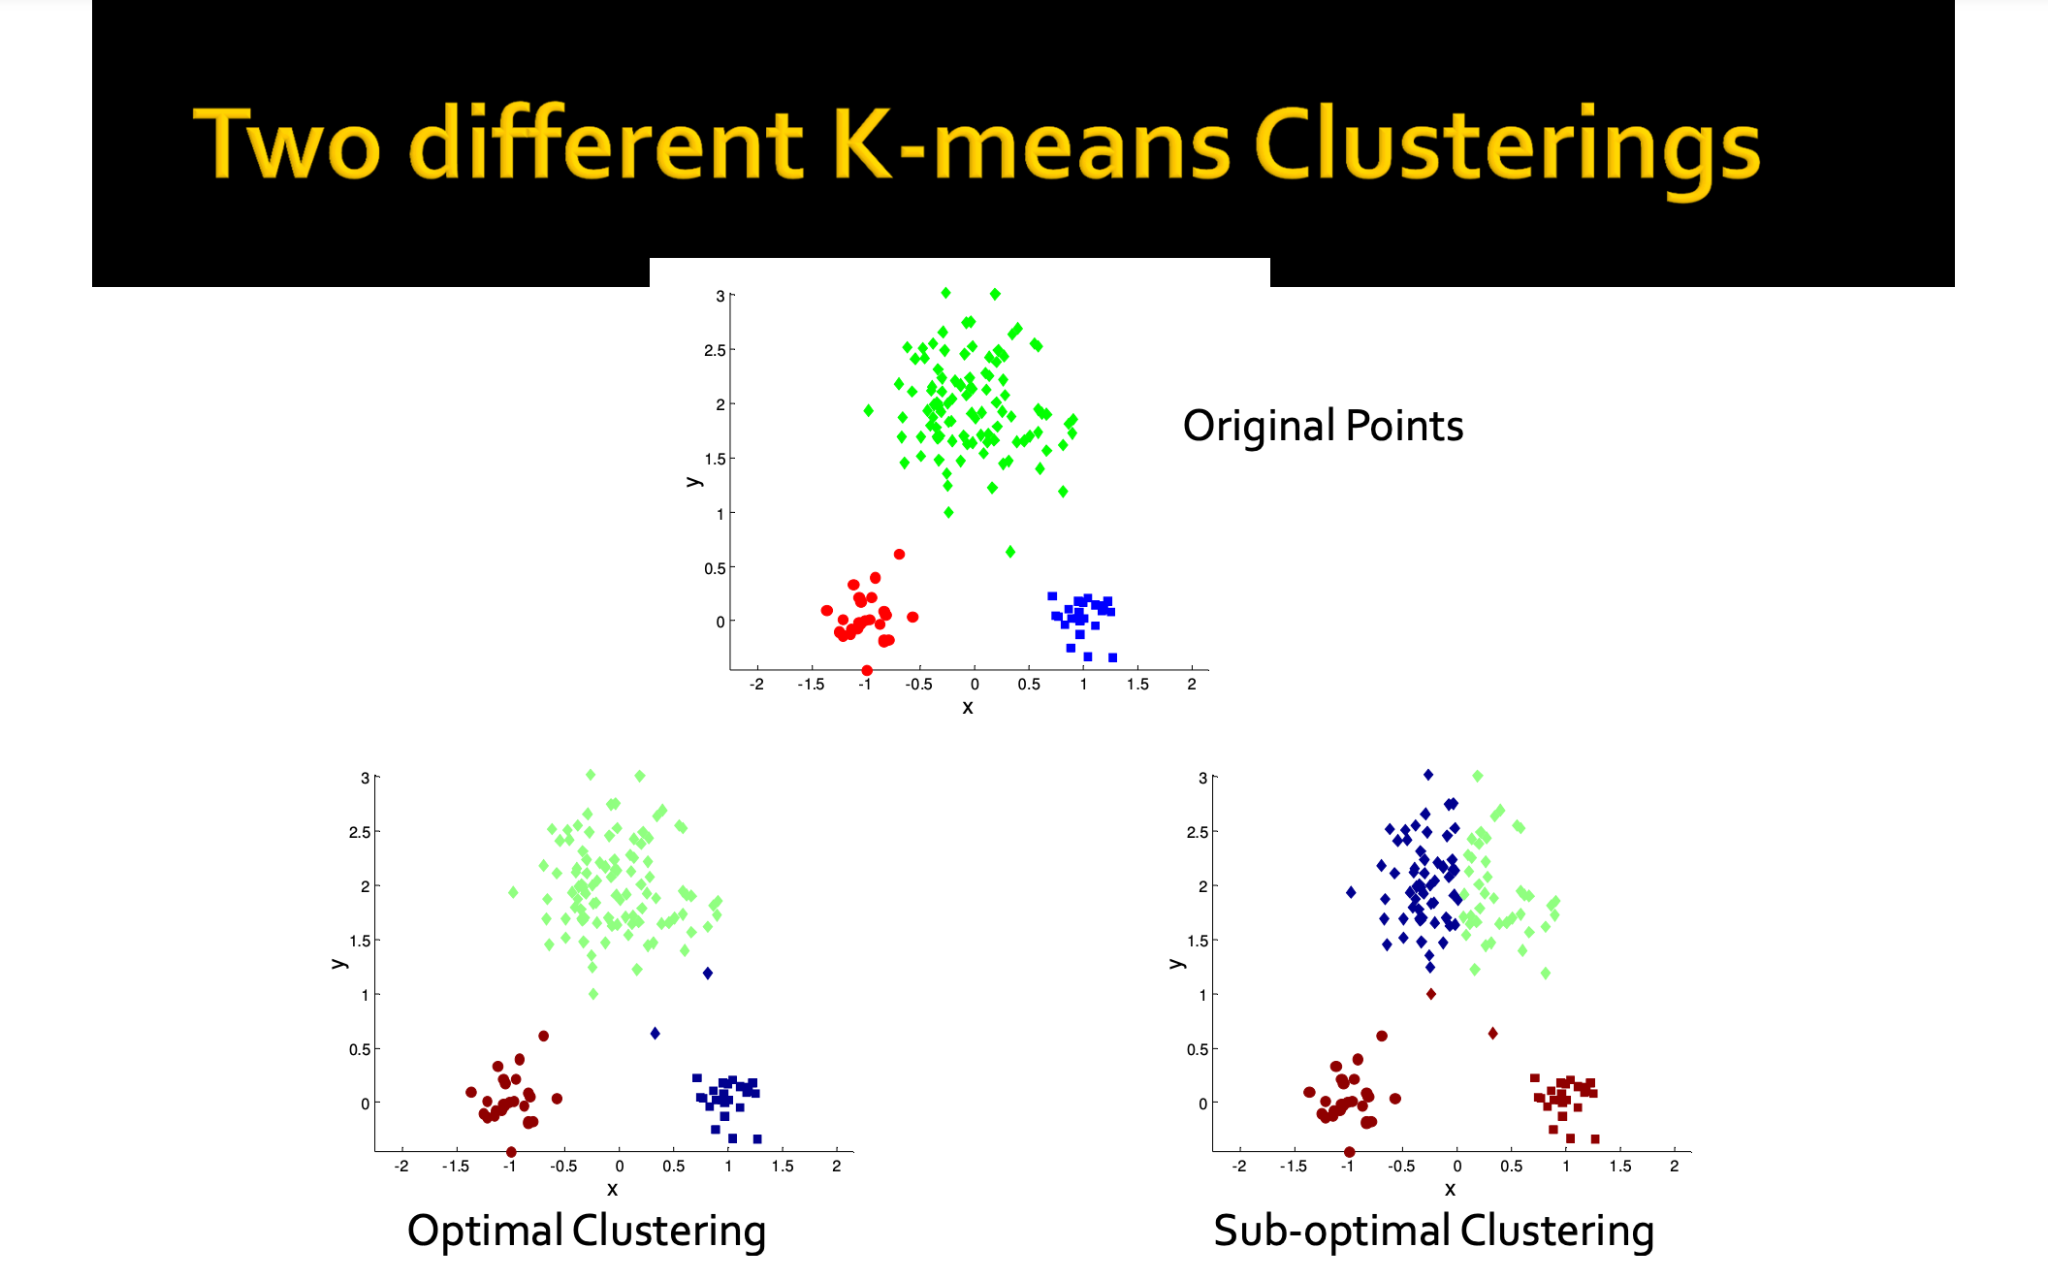 Two different K-means Clusterings
3
2.5
2
1.5
1
0.5
0
y
-2 -1.5 -1 -0.5 0 0.5 1 1.5 2
x
Original Points
3
2.5
2
1.5
1
0.5
0
y
-2 -1.5 -1 -0.5 0 0.5 1 1.5 2
x
Optimal Clustering
3
2.5
2
1.5
1
0.5
0
y
-2 -1.5 -1 -0.5 0 0.5 1 1.5 2
x
Sub-optimal Clustering